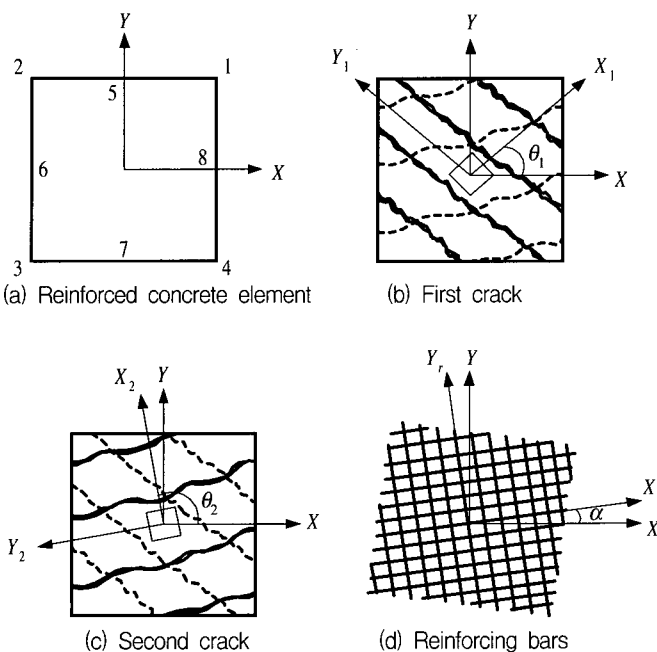 Y
2
1
5
6
8
X
3
7
4
(a) Reinforced concrete element
Y
Y1
X1
θ1
X
(b) First crack
X2
Y
θ2
X
Y2
(c) Second crack
Yr
Y
X
α
X
(d) Reinforcing bars